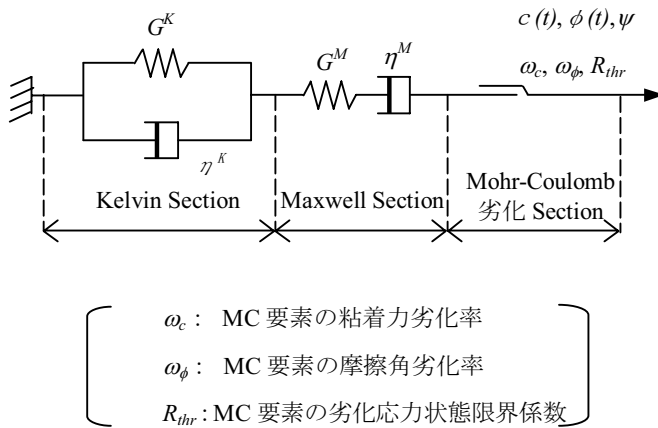 c(t), ϕ(t), ψ
G^K
G^M
η^M
ω_c, ω_ϕ, R_thr
η^K
Kelvin Section
Maxwell Section
Mohr-Coulomb
劣化 Section
ω_c : MC 要素の粘着力劣化率
ω_ϕ : MC 要素の摩擦角劣化率
R_thr : MC 要素の劣化応力状態限界係数